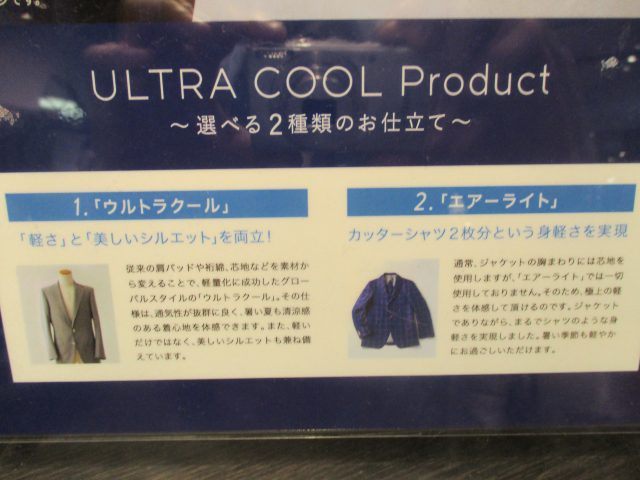 です。
ULTRA COOL Product
～選べる2種類のお仕立て～
1.「ウルトラクール」
「軽さ」と「美しいシルエット」を両立!
従来の肩パッドや裄綿、芯地などを素材か
ら変えることで、軽量化に成功したグロー
バルスタイルの「ウルトラクール」。その仕
様は、通気性が抜群に良く、暑い夏も清涼感
のある着心地を体感できます。また、軽い
だけではなく、美しいシルエットも兼ね備
えています。
2.「エアーライト」
カッターシャツ2枚分という身軽さを実現
通常、ジャケットの胸まわりには芯地を
使用しますが、「エアーライト」では一切
使用しておりません。そのため、極上の軽
さを体感して頂けるのです。ジャケット
でありながら、まるでシャツのような身
軽さを実現しました。暑い季節も軽やか
にお過ごしいただけます。